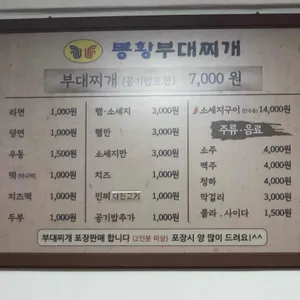 봉황부대찌개
부대찌개 (공기밥포함) 7,000 원
라면 1,000원
당면 1,000원
우동 1,500원
떡 1,000원
치즈떡 1,000원
두부 1,000원
햄·소세지 3,000원
햄만 3,000원
소세지만 3,000원
치즈 1,000원
민찌 다진고기 1,000원
공기밥추가 1,000원
소세지구이 14,000원
주류·음료
소주 4,000원
맥주 4,000원
청하 4,000원
막걸리 3,000원
콜라 . 사이다 1,500원
부대찌개 포장판매 합니다 (2인분 이상) 포장시 양 많이 드려요!^^